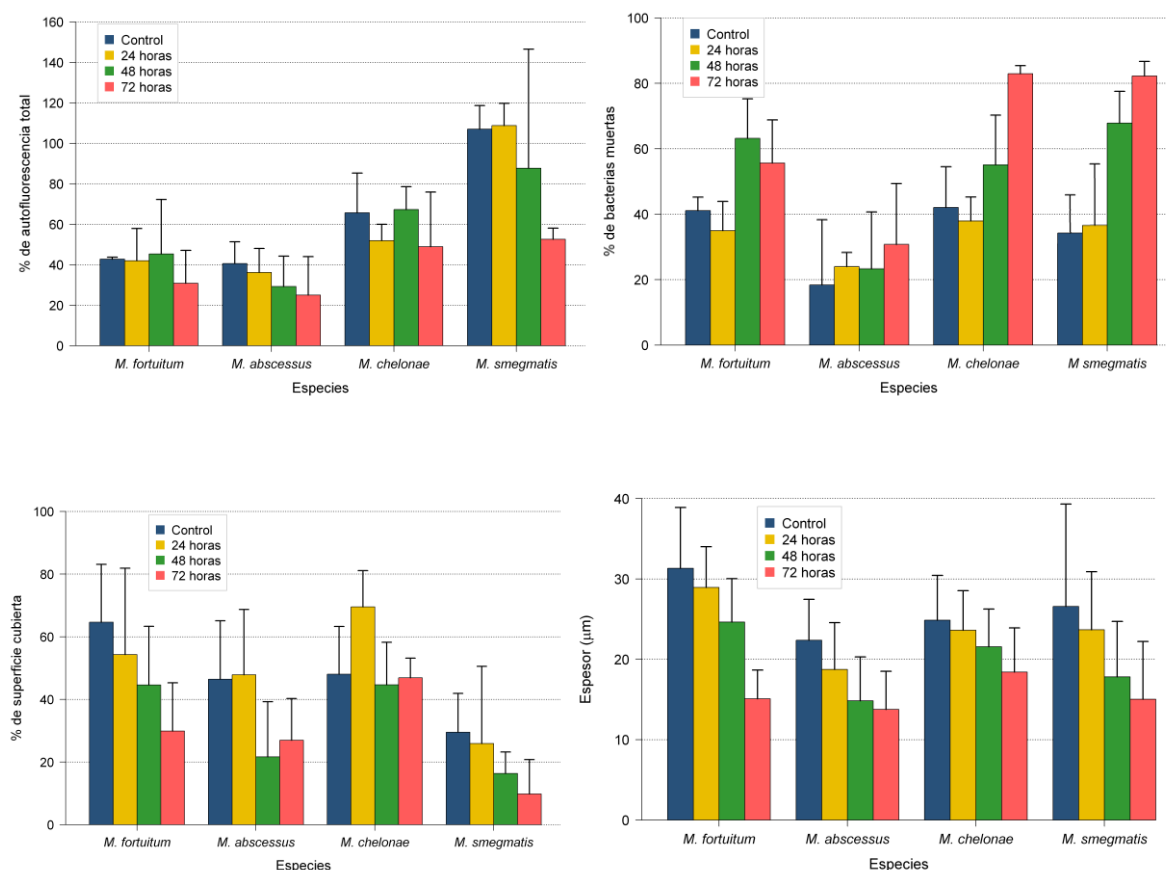 % de autofluorescencia total
160
140
120
100
80
60
40
20
0
Control
24 horas
48 horas
72 horas
M. fortuitum M. abscessus M. chelonae M. smegmatis
Especies
% de bacterias muertas
100
80
60
40
20
0
Control
24 horas
48 horas
72 horas
M. fortuitum M. abscessus M. chelonae M smegmatis
Especies
% de superficie cubierta
100
80
60
40
20
0
Control
24 horas
48 horas
72 horas
M. fortuitum M. abscessus M. chelonae M. smegmatis
Especies
Espesor (μm)
40
30
20
10
0
Control
24 horas
48 horas
72 horas
M. fortuitum M. abscessus M. chelonae M. smegmatis
Especies